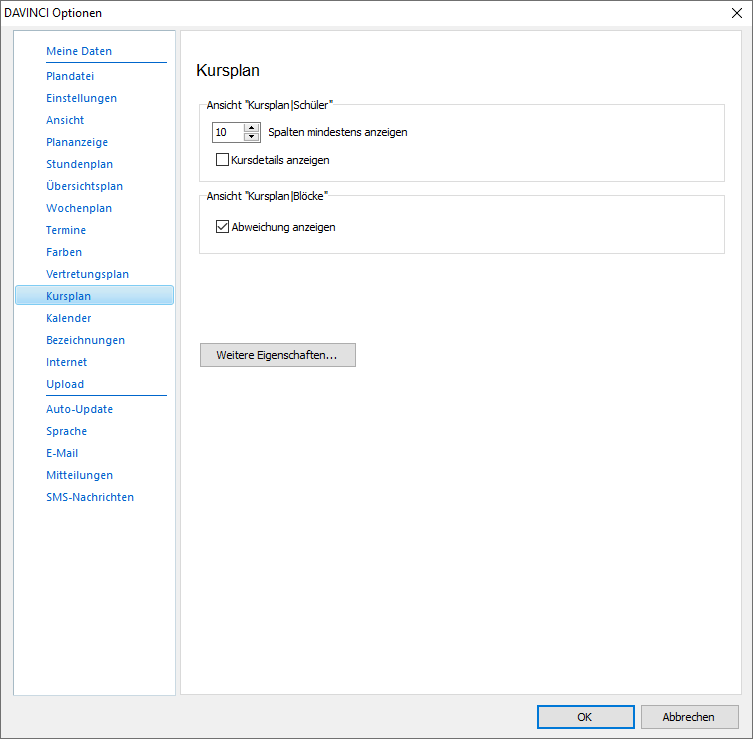 DAVINCI Optionen
Meine Daten
Plandatei
Einstellungen
Ansicht
Plananzeige
Stundenplan
Übersichtsplan
Wochenplan
Termine
Farben
Vertretungsplan
Kursplan
Kalender
Bezeichnungen
Internet
Upload
Auto-Update
Sprache
E-Mail
Mitteilungen
SMS-Nachrichten
Kursplan
Ansicht "Kursplan|Schüler"
10 Spalten mindestens anzeigen
Kursdetails anzeigen
Ansicht "Kursplan|Blöcke"
Abweichung anzeigen
Weitere Eigenschaften...
OK Abbrechen